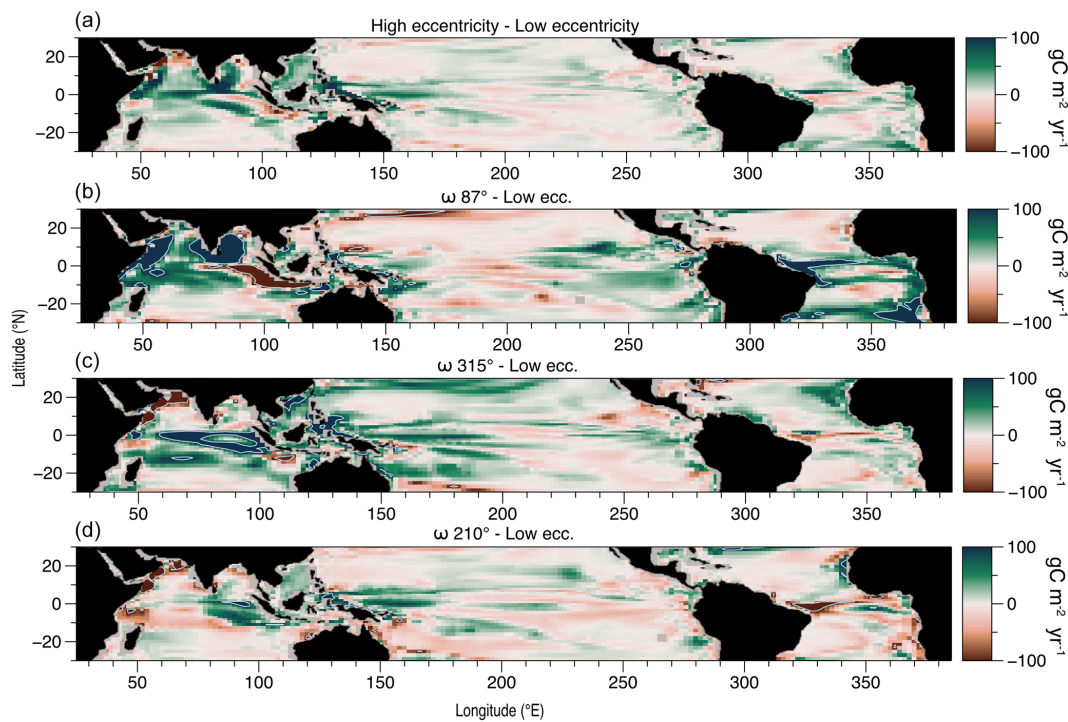 (a)
High eccentricity - Low eccentricity
20
0
−20
50 100 150 200 250 300 350
100
0
−100
gC m⁻² yr⁻¹
(b)
ω 87° - Low ecc.
20
0
−20
50 100 150 200 250 300 350
100
0
−100
gC m⁻² yr⁻¹
(c)
ω 315° - Low ecc.
20
0
−20
50 100 150 200 250 300 350
100
0
−100
gC m⁻² yr⁻¹
(d)
ω 210° - Low ecc.
20
0
−20
50 100 150 200 250 300 350
100
0
−100
gC m⁻² yr⁻¹
Latitude (°N)
Longitude (°E)